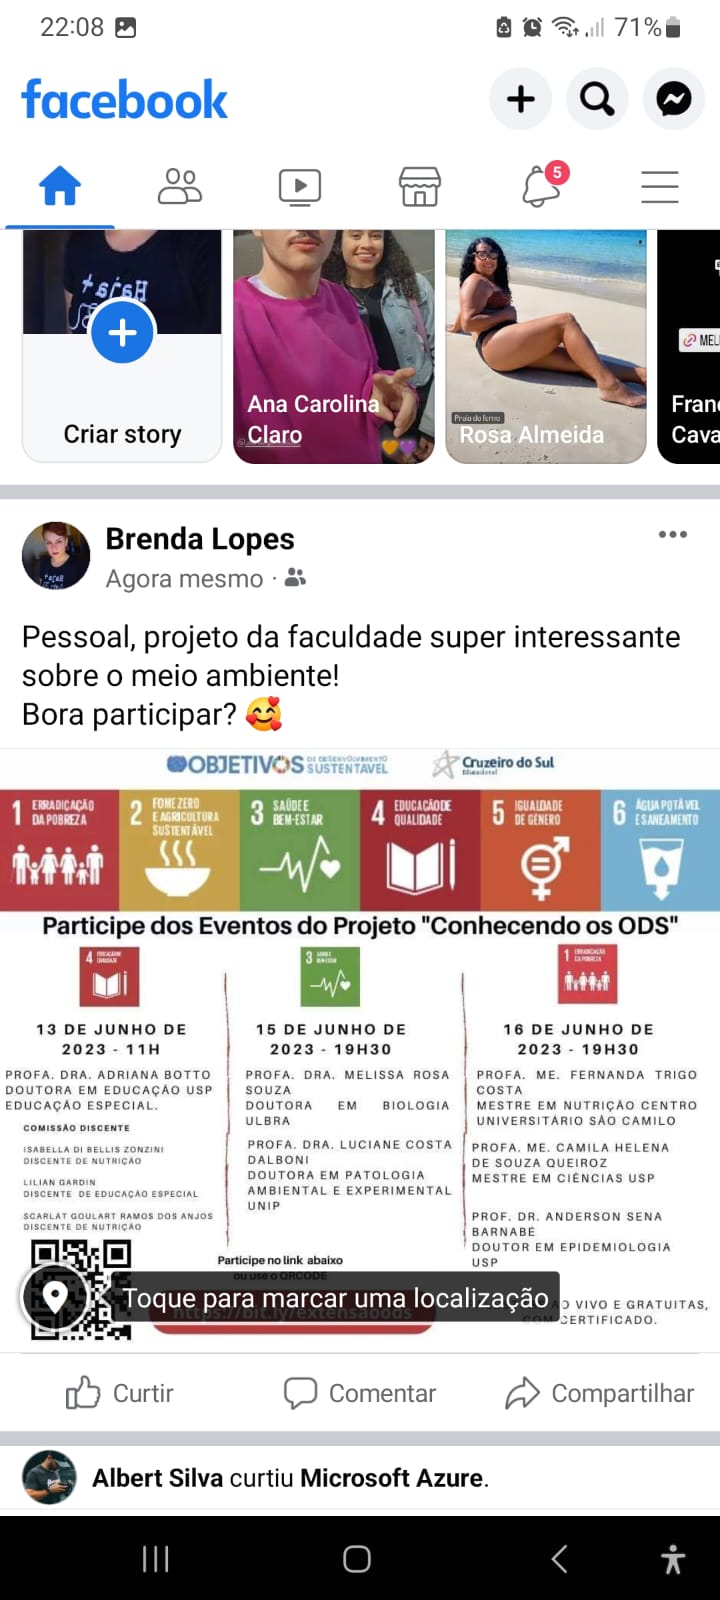 22:08
71%
facebook
5
Criar story
Ana Carolina
Claro
Praia do forno
Rosa Almeida
MEL
Fran
Cava
Brenda Lopes
Agora mesmo ·
Pessoal, projeto da faculdade super interessante
sobre o meio ambiente!
Bora participar?
OBJETIVOS DE DESENVOLVIMENTO SUSTENTÁVEL
Cruzeiro do Sul
Educacional
1 ERRADICAÇÃO DA POBREZA
2 FOME ZERO E AGRICULTURA SUSTENTÁVEL
3 SAÚDE E BEM-ESTAR
4 EDUCAÇÃO DE QUALIDADE
5 IGUALDADE DE GÊNERO
6 ÁGUA POTÁVEL E SANEAMENTO
Participe dos Eventos do Projeto "Conhecendo os ODS"
4 EDUCAÇÃO DE QUALIDADE
13 DE JUNHO DE
2023 - 11H
PROFA. DRA. ADRIANA BOTTO
DOUTORA EM EDUCAÇÃO USP
EDUCAÇÃO ESPECIAL.
COMISSÃO DISCENTE
ISABELLA DI BELLIS ZONZINI
DISCENTE DE NUTRIÇÃO
LILIAN GARDIN
DISCENTE DE EDUCAÇÃO ESPECIAL
SCARLAT GOULART RAMOS DOS ANJOS
DISCENTE DE NUTRIÇÃO
3 SAÚDE E BEM-ESTAR
15 DE JUNHO DE
2023 - 19H30
PROFA. DRA. MELISSA ROSA
SOUZA
DOUTORA EM BIOLOGIA
ULBRA
PROFA. DRA. LUCIANE COSTA
DALBONI
DOUTORA EM PATOLOGIA
AMBIENTAL E EXPERIMENTAL
UNIP
1 ERRADICAÇÃO DA POBREZA
16 DE JUNHO DE
2023 - 19H30
PROFA. ME. FERNANDA TRIGO
COSTA
MESTRE EM NUTRIÇÃO CENTRO
UNIVERSITÁRIO SÃO CAMILO
PROFA. ME. CAMILA HELENA
DE SOUZA QUEIROZ
MESTRE EM CIÊNCIAS USP
PROF. DR. ANDERSON SENA
BARNABÉ
DOUTOR EM EPIDEMIOLOGIA
USP
Participe no link abaixo
ou use o QRCODE
https://bit.ly/extensaoods
Toque para marcar uma localização
AO VIVO E GRATUITAS,
COM CERTIFICADO.
Curtir
Comentar
Compartilhar
Albert Silva curtiu Microsoft Azure.